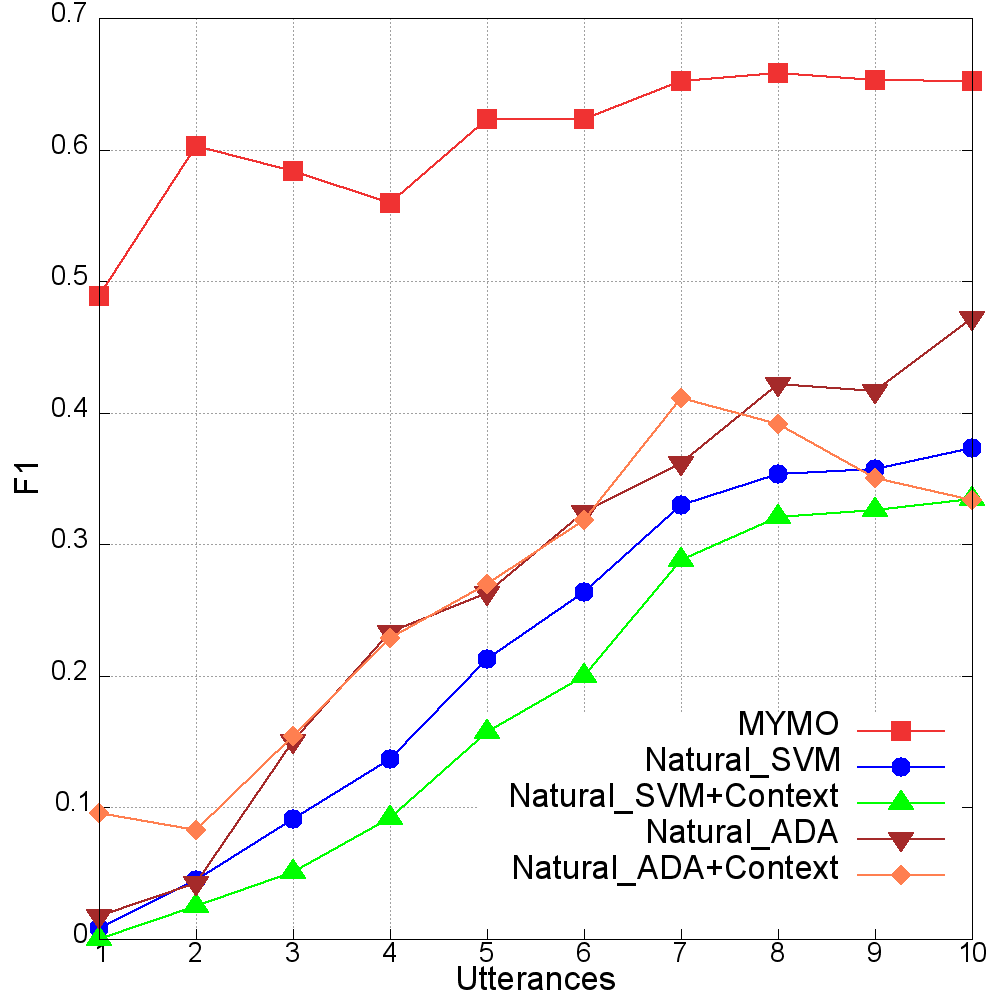 0.7
0.6
0.5
0.4
0.3
0.2
0.1
0
F1
1 2 3 4 5 6 7 8 9 10
Utterances
MYMO
Natural_SVM
Natural_SVM+Context
Natural_ADA
Natural_ADA+Context